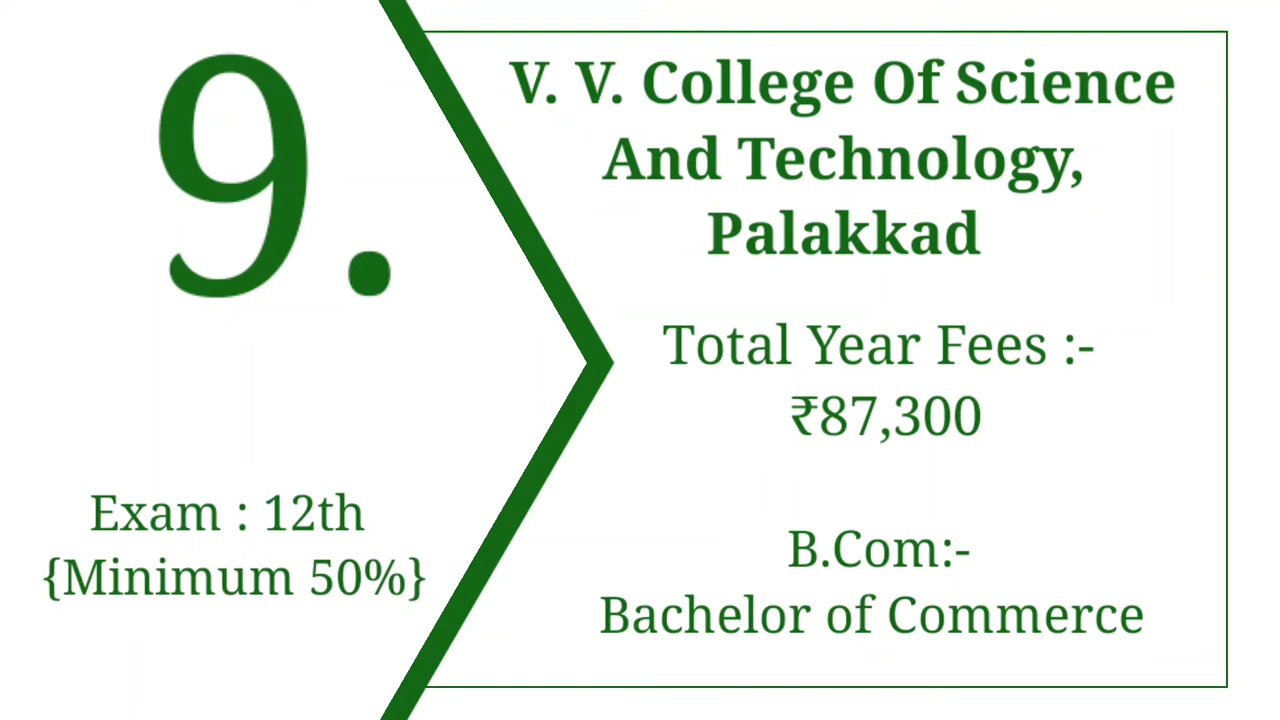 9.
Exam : 12th
{Minimum 50%}
V. V. College Of Science
And Technology,
Palakkad
Total Year Fees :-
₹87,300
B.Com:-
Bachelor of Commerce